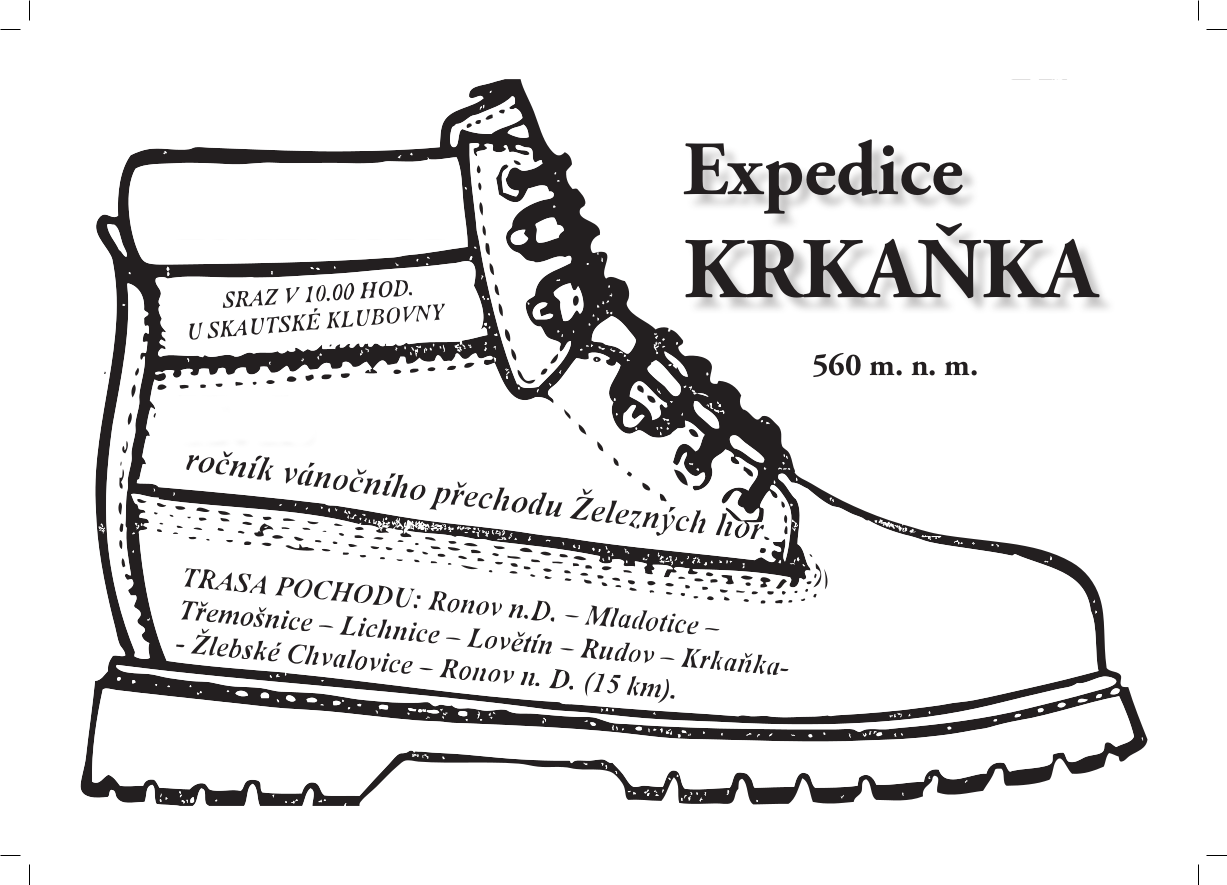 Expedice
KRKAŇKA
560 m. n. m.
SRAZ V 10.00 HOD.
U SKAUTSKÉ KLUBOVNY
ročník vánočního přechodu Železných hor
TRASA POCHODU: Ronov n.D. – Mladotice –
Třemošnice – Lichnice – Lovětín – Rudov – Krkaňka-
- Žlebské Chvalovice – Ronov n. D. (15 km).